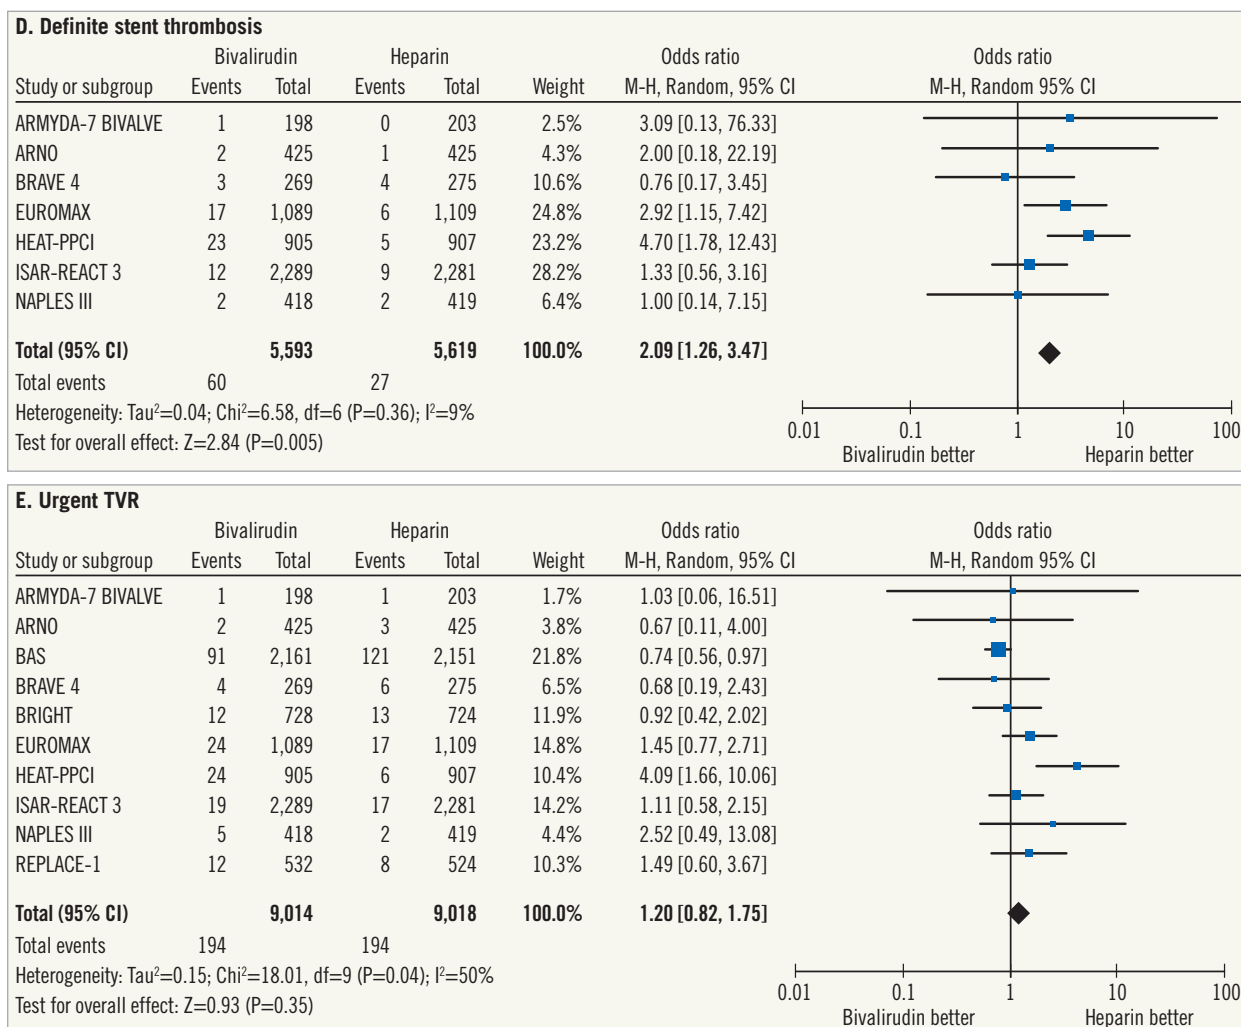 D. Definite stent thrombosis
Bivalirudin Heparin Odds ratio Odds ratio
Study or subgroup Events Total Events Total Weight M-H, Random, 95% CI M-H, Random 95% CI
ARMYDA-7 BIVALVE 1 198 0 203 2.5% 3.09 [0.13, 76.33]
ARNO 2 425 1 425 4.3% 2.00 [0.18, 22.19]
BRAVE 4 3 269 4 275 10.6% 0.76 [0.17, 3.45]
EUROMAX 17 1,089 6 1,109 24.8% 2.92 [1.15, 7.42]
HEAT-PPCI 23 905 5 907 23.2% 4.70 [1.78, 12.43]
ISAR-REACT 3 12 2,289 9 2,281 28.2% 1.33 [0.56, 3.16]
NAPLES III 2 418 2 419 6.4% 1.00 [0.14, 7.15]
Total (95% CI) 5,593 5,619 100.0% 2.09 [1.26, 3.47]
Total events 60 27
Heterogeneity: Tau²=0.04; Chi²=6.58, df=6 (P=0.36); I²=9%
Test for overall effect: Z=2.84 (P=0.005)
0.01 0.1 1 10 100
Bivalirudin better Heparin better
E. Urgent TVR
Bivalirudin Heparin Odds ratio Odds ratio
Study or subgroup Events Total Events Total Weight M-H, Random, 95% CI M-H, Random 95% CI
ARMYDA-7 BIVALVE 1 198 1 203 1.7% 1.03 [0.06, 16.51]
ARNO 2 425 3 425 3.8% 0.67 [0.11, 4.00]
BAS 91 2,161 121 2,151 21.8% 0.74 [0.56, 0.97]
BRAVE 4 4 269 6 275 6.5% 0.68 [0.19, 2.43]
BRIGHT 12 728 13 724 11.9% 0.92 [0.42, 2.02]
EUROMAX 24 1,089 17 1,109 14.8% 1.45 [0.77, 2.71]
HEAT-PPCI 24 905 6 907 10.4% 4.09 [1.66, 10.06]
ISAR-REACT 3 19 2,289 17 2,281 14.2% 1.11 [0.58, 2.15]
NAPLES III 5 418 2 419 4.4% 2.52 [0.49, 13.08]
REPLACE-1 12 532 8 524 10.3% 1.49 [0.60, 3.67]
Total (95% CI) 9,014 9,018 100.0% 1.20 [0.82, 1.75]
Total events 194 194
Heterogeneity: Tau²=0.15; Chi²=18.01, df=9 (P=0.04); I²=50%
Test for overall effect: Z=0.93 (P=0.35)
0.01 0.1 1 10 100
Bivalirudin better Heparin better